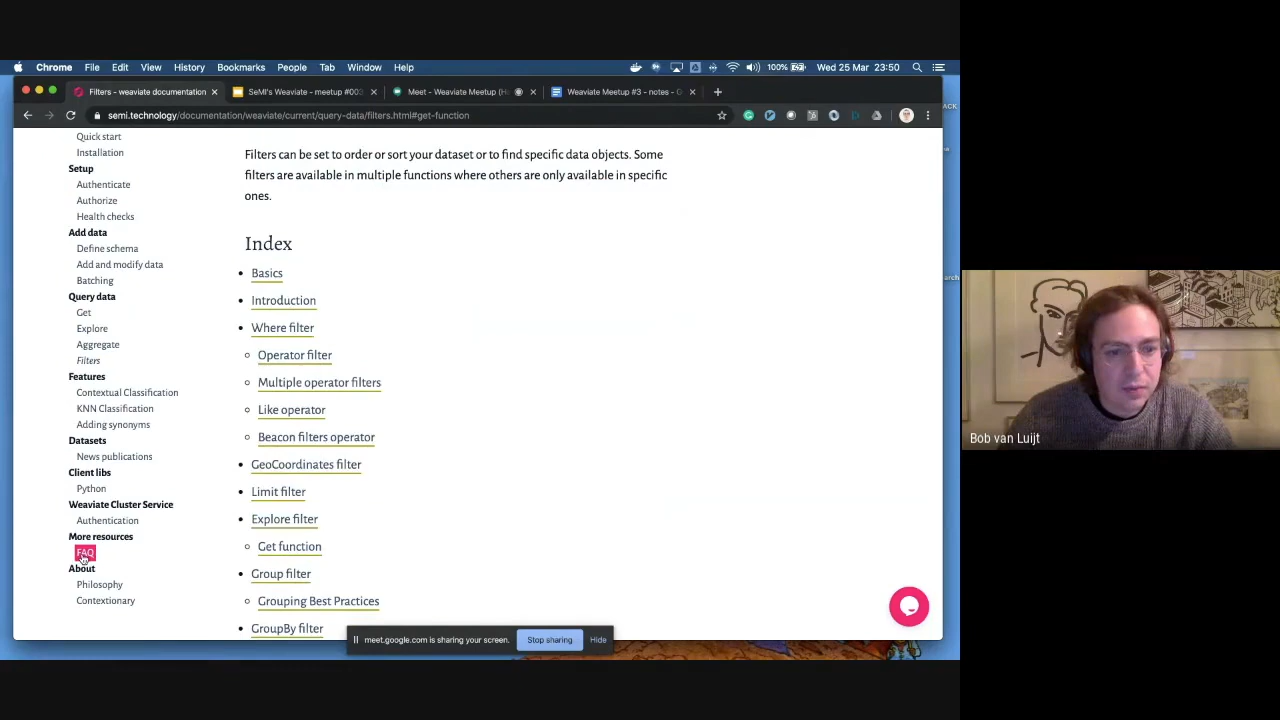 Chrome File Edit View History Bookmarks People Tab Window Help
100% Wed 25 Mar 23:50
Filters - weaviate documentation
SeMI's Weaviate - meetup #003
Meet - Weaviate Meetup (H
Weaviate Meetup #3 - notes - G
semi.technology/documentation/weaviate/current/query-data/filters.html#get-function
Quick start
Installation
Setup
Authenticate
Authorize
Health checks
Add data
Define schema
Add and modify data
Batching
Query data
Get
Explore
Aggregate
Filters
Features
Contextual Classification
KNN Classification
Adding synonyms
Datasets
News publications
Client libs
Python
Weaviate Cluster Service
Authentication
More resources
FAQ
About
Philosophy
Contextionary
Filters can be set to order or sort your dataset or to find specific data objects. Some
filters are available in multiple functions where others are only available in specific
ones.
Index
Basics
Introduction
Where filter
Operator filter
Multiple operator filters
Like operator
Beacon filters operator
GeoCoordinates filter
Limit filter
Explore filter
Get function
Group filter
Grouping Best Practices
GroupBy filter
meet.google.com is sharing your screen. Stop sharing Hide
Bob van Luijt